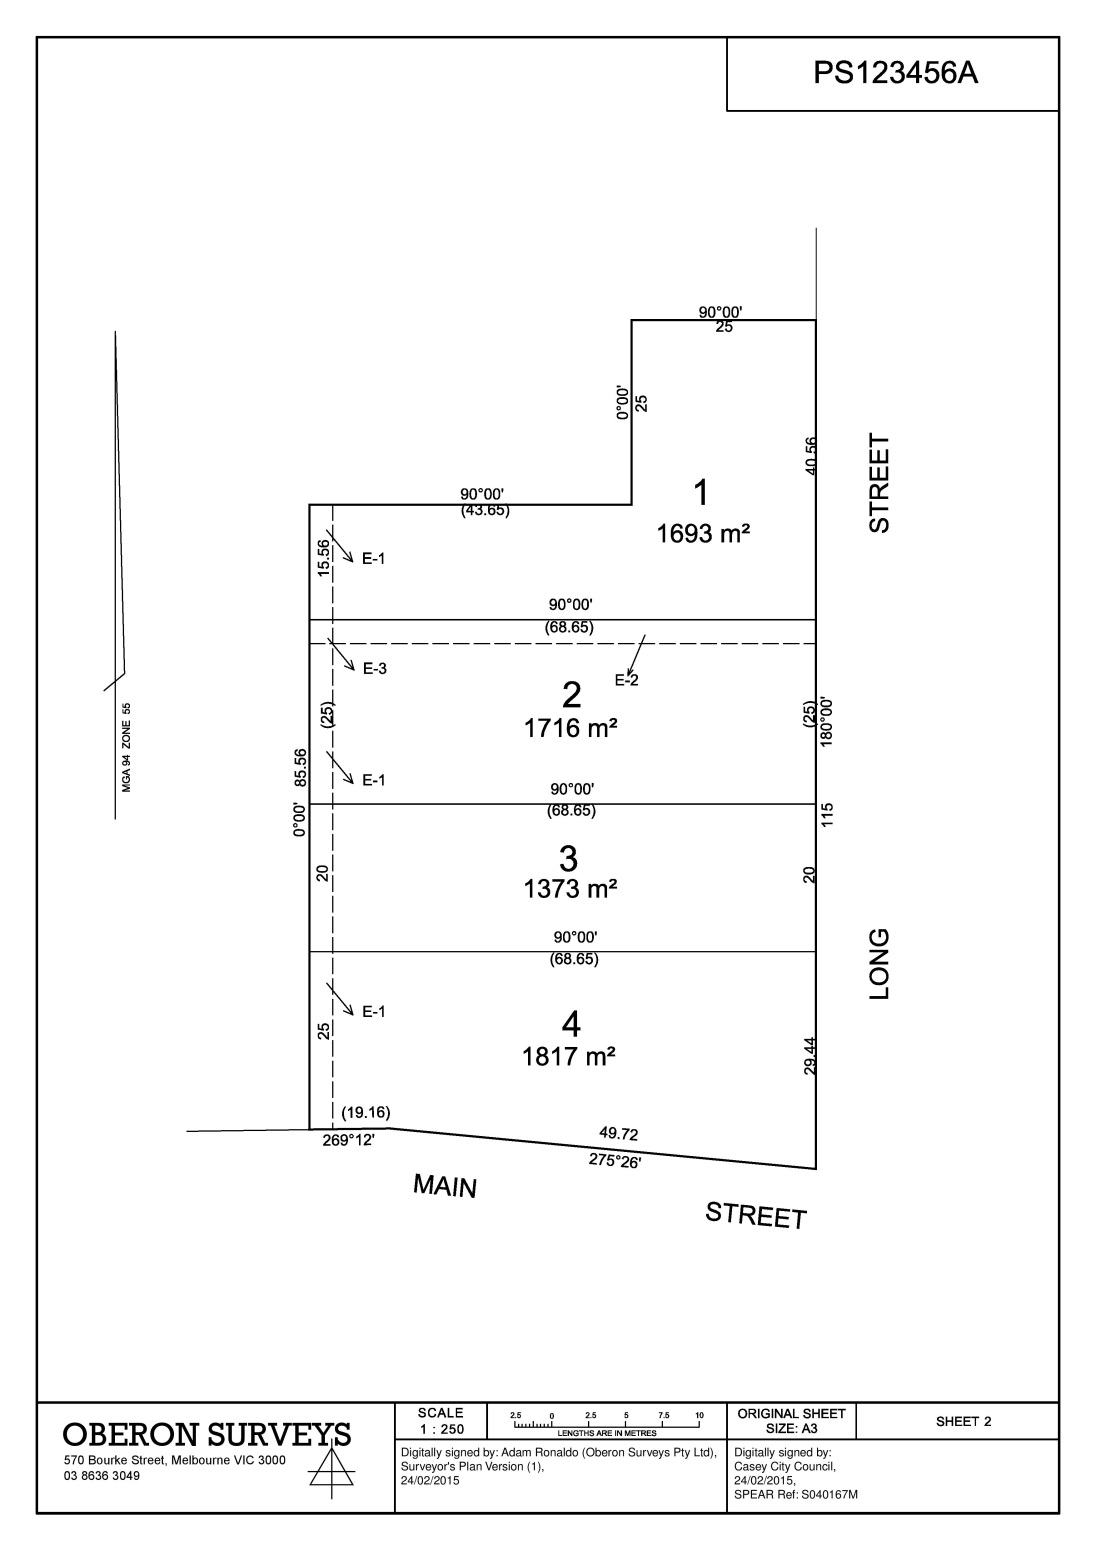 PS123456A
90°00'
25
0°00'
25
40.56
STREET
1
1693 m²
90°00'
(43.65)
15.56
E-1
90°00'
(68.65)
E-3
E-2
2
1716 m²
(25)
(25)
180°00'
MGA 94 ZONE 55
85.56
0°00'
E-1
90°00'
(68.65)
115
3
1373 m²
20
20
90°00'
(68.65)
LONG
E-1
4
1817 m²
25
29.44
(19.16)
269°12'
49.72
275°26'
MAIN STREET
OBERON SURVEYS
570 Bourke Street, Melbourne VIC 3000
03 8636 3049
SCALE
1 : 250
2.5 0 2.5 5 7.5 10
LENGTHS ARE IN METRES
ORIGINAL SHEET
SIZE: A3
SHEET 2
Digitally signed by: Adam Ronaldo (Oberon Surveys Pty Ltd),
Surveyor's Plan Version (1),
24/02/2015
Digitally signed by:
Casey City Council,
24/02/2015,
SPEAR Ref: S040167M